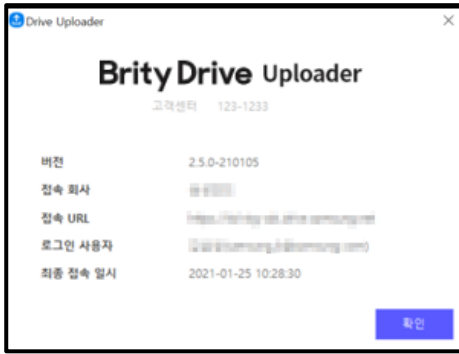 Drive Uploader
Brity Drive Uploader
고객센터 123-1233
버전 2.5.0-210105
접속 회사
접속 URL
로그인 사용자
최종 접속 일시 2021-01-25 10:28:30
확인